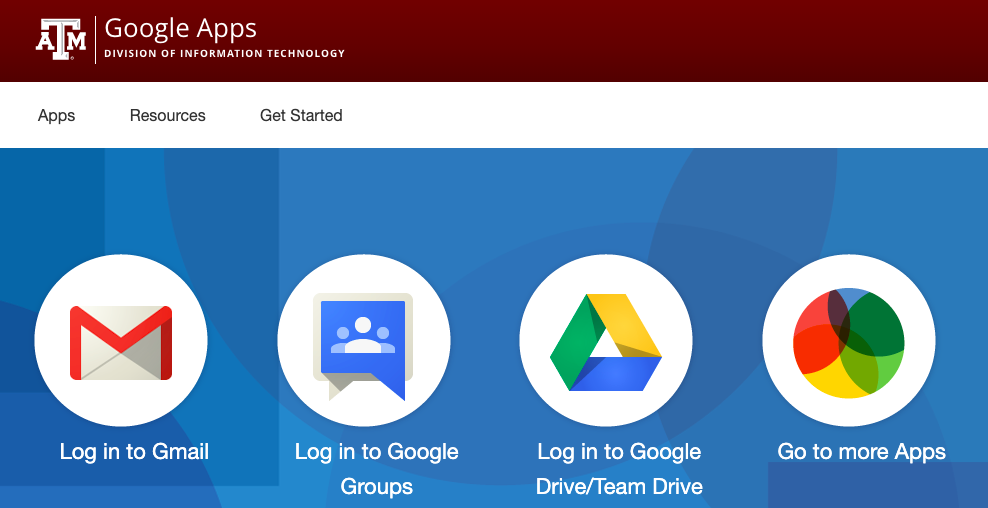 ATM
Google Apps
DIVISION OF INFORMATION TECHNOLOGY
Apps
Resources
Get Started
Log in to Gmail
Log in to Google
Groups
Log in to Google
Drive/Team Drive
Go to more Apps